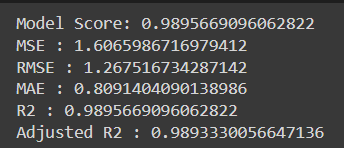 Model Score: 0.9895669096062822
MSE : 1.6065986716979412
RMSE : 1.267516734287142
MAE : 0.8091404090138986
R2 : 0.9895669096062822
Adjusted R2 : 0.9893330056647136